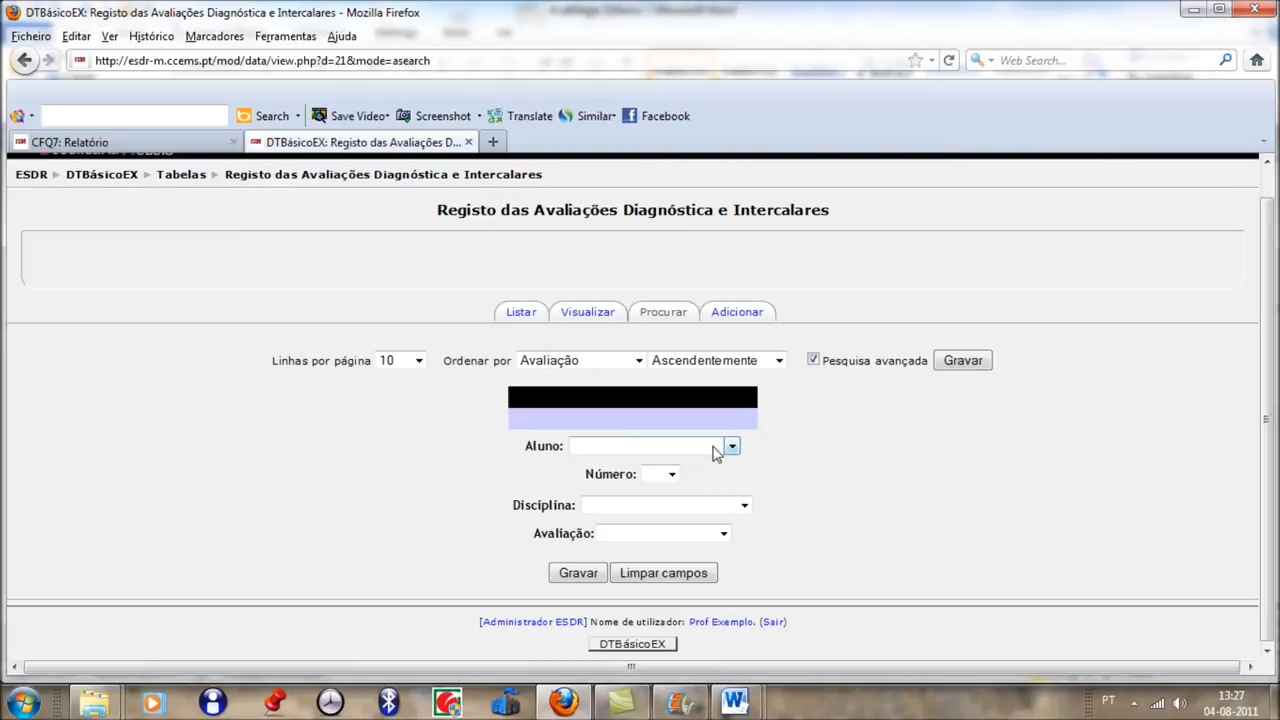 DTBásicoEX: Registo das Avaliações Diagnóstica e Intercalares - Mozilla Firefox
Ficheiro Editar Ver Histórico Marcadores Ferramentas Ajuda
http://esdr-m.ccems.pt/mod/data/view.php?d=21&mode=asearch Web Search...
Search Save Video Screenshot Translate Similar Facebook
CFQ7: Relatório DTBásicoEX: Registo das Avaliações D...
ESDR DTBásicoEX Tabelas Registo das Avaliações Diagnóstica e Intercalares
Registo das Avaliações Diagnóstica e Intercalares
Listar Visualizar Procurar Adicionar
Linhas por página 10 Ordenar por Avaliação Ascendentemente Pesquisa avançada Gravar
Aluno:
Número:
Disciplina:
Avaliação:
Gravar Limpar campos
[Administrador ESDR] Nome de utilizador: Prof Exemplo. (Sair)
DTBásicoEX
PT 13:27
04-08-2011